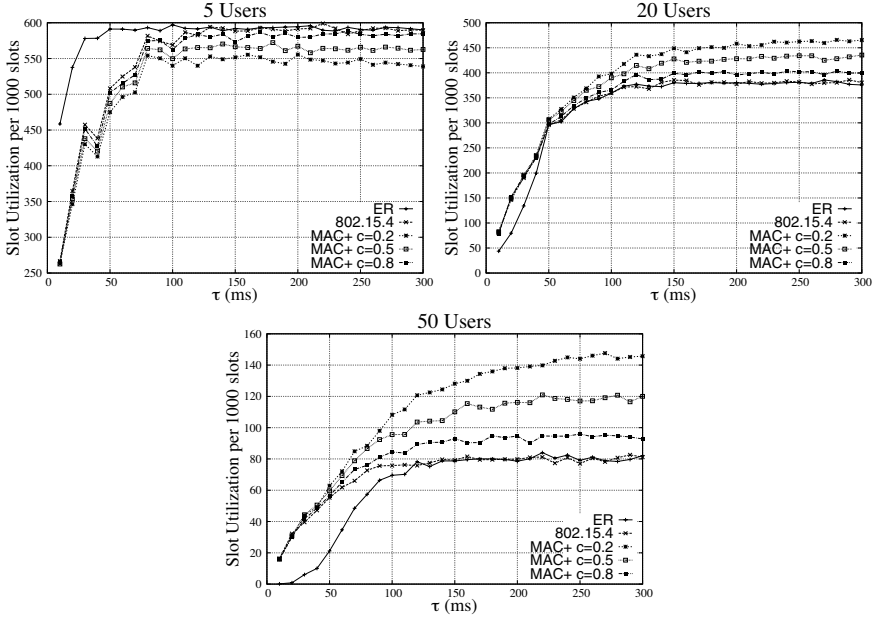 5 Users
Slot Utilization per 1000 slots
600
550
500
450
400
350
300
250
0
50
100
150
200
250
300
τ (ms)
ER
802.15.4
MAC+ c=0.2
MAC+ c=0.5
MAC+ c=0.8
20 Users
Slot Utilization per 1000 slots
500
450
400
350
300
250
200
150
100
50
0
0
50
100
150
200
250
300
τ (ms)
ER
802.15.4
MAC+ c=0.2
MAC+ c=0.5
MAC+ c=0.8
50 Users
Slot Utilization per 1000 slots
160
140
120
100
80
60
40
20
0
0
50
100
150
200
250
300
τ (ms)
ER
802.15.4
MAC+ c=0.2
MAC+ c=0.5
MAC+ c=0.8